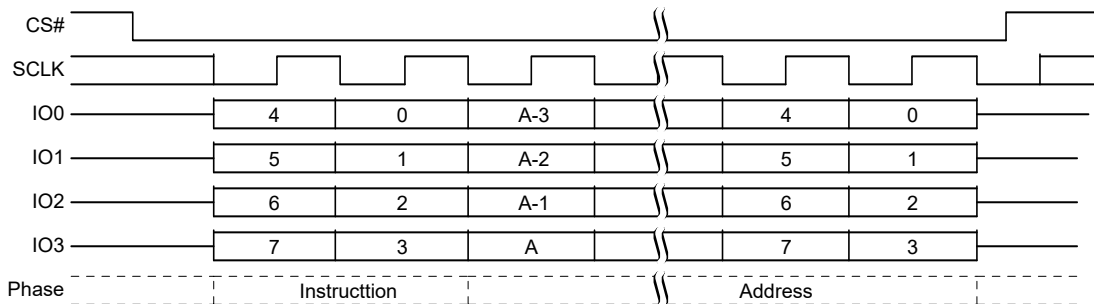 CS#
SCLK
IO0 4 0 A-3 4 0
IO1 5 1 A-2 5 1
IO2 6 2 A-1 6 2
IO3 7 3 A 7 3
Phase Instructtion Address